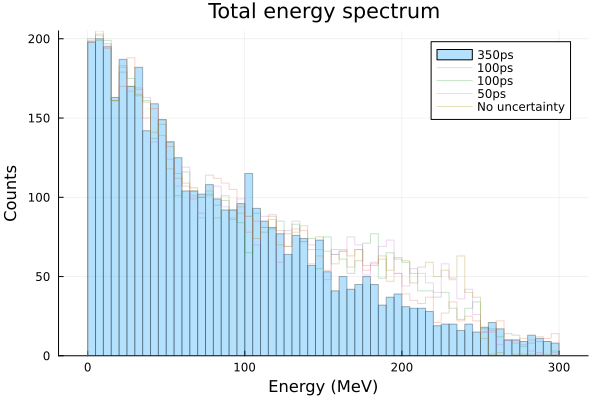 Total energy spectrum
Counts
200
150
100
50
0
350ps
100ps
100ps
50ps
No uncertainty
0
100
200
300
Energy (MeV)